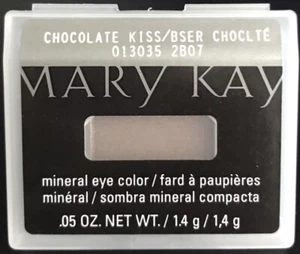 CHOCOLATE KISS/BSER CHOCLTÉ
013035 2B07
MARY KAY
mineral eye color / fard à paupières
minéral / sombra mineral compacta
.05 OZ. NET WT. / 1.4 g / 1,4 g